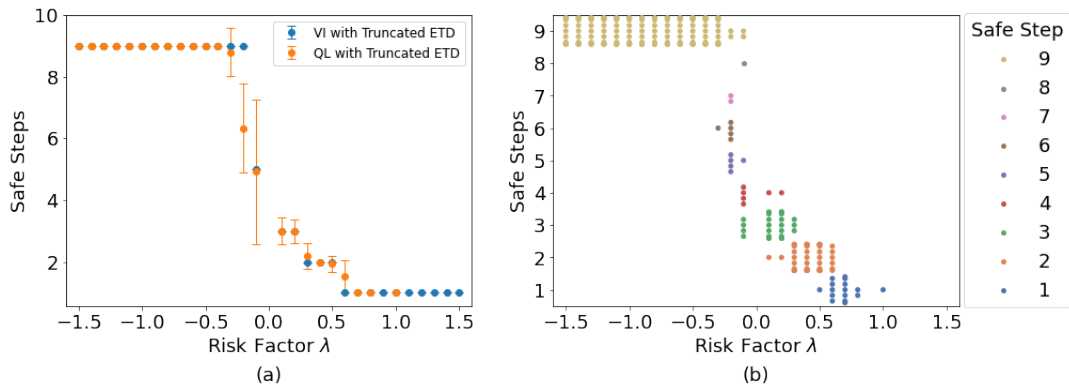 10
8
6
4
2
Safe Steps
VI with Truncated ETD
QL with Truncated ETD
−1.5 −1.0 −0.5 0.0 0.5 1.0 1.5
Risk Factor λ
(a)
9
8
7
6
5
4
3
2
1
Safe Steps
−1.5 −1.0 −0.5 0.0 0.5 1.0 1.5
Risk Factor λ
(b)
Safe Step
9
8
7
6
5
4
3
2
1